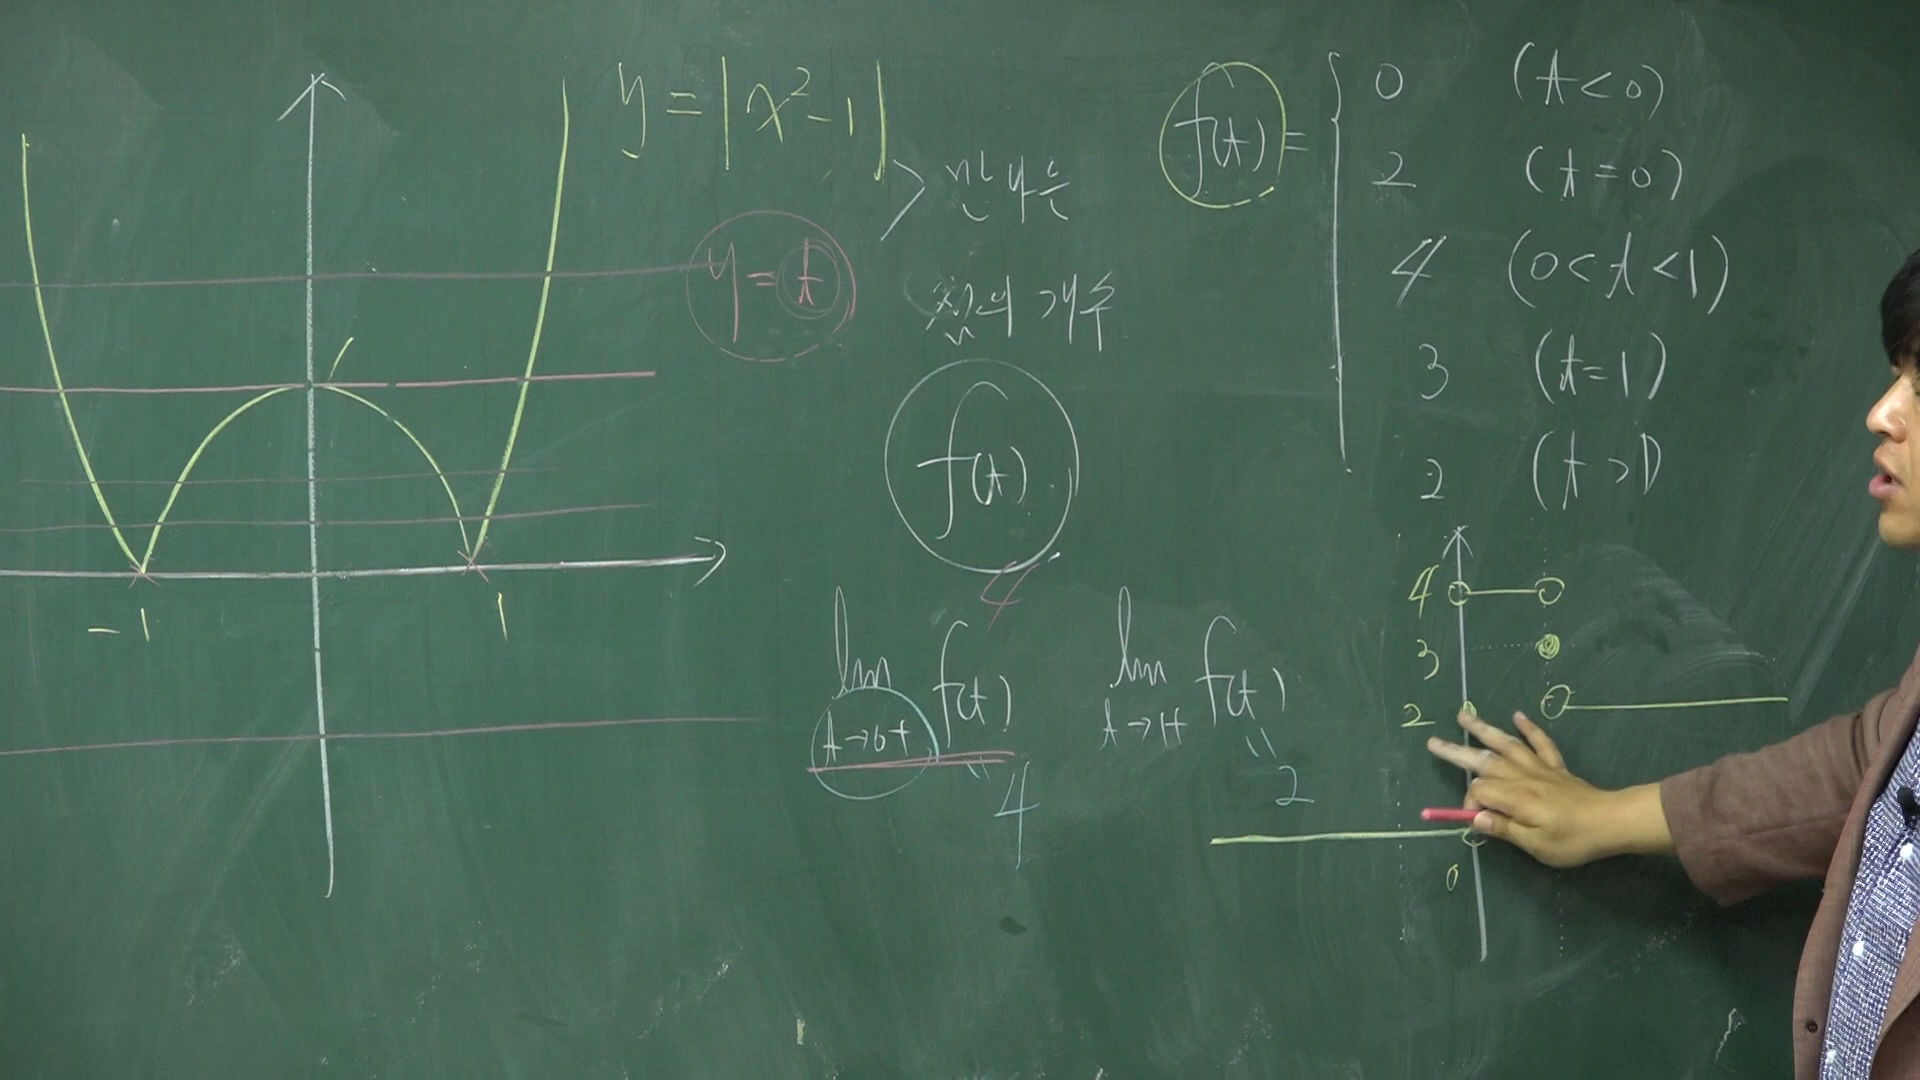 y = |x²-1|
y = t
만나는
점의 개수
f(t)
f(t) =
0 (t<0)
2 (t=0)
4 (0<t<1)
3 (t=1)
2 (t>1)
-1
1
4
lim f(t)
t→0+
" 4
lim f(t)
t→1+
" 2
4
3
2
0